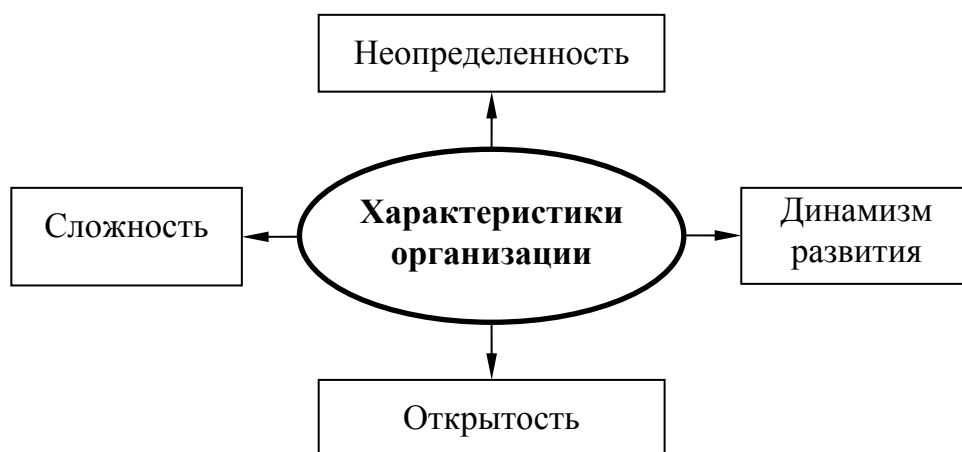 Неопределенность
Сложность
Характеристики
организации
Динамизм
развития
Открытость